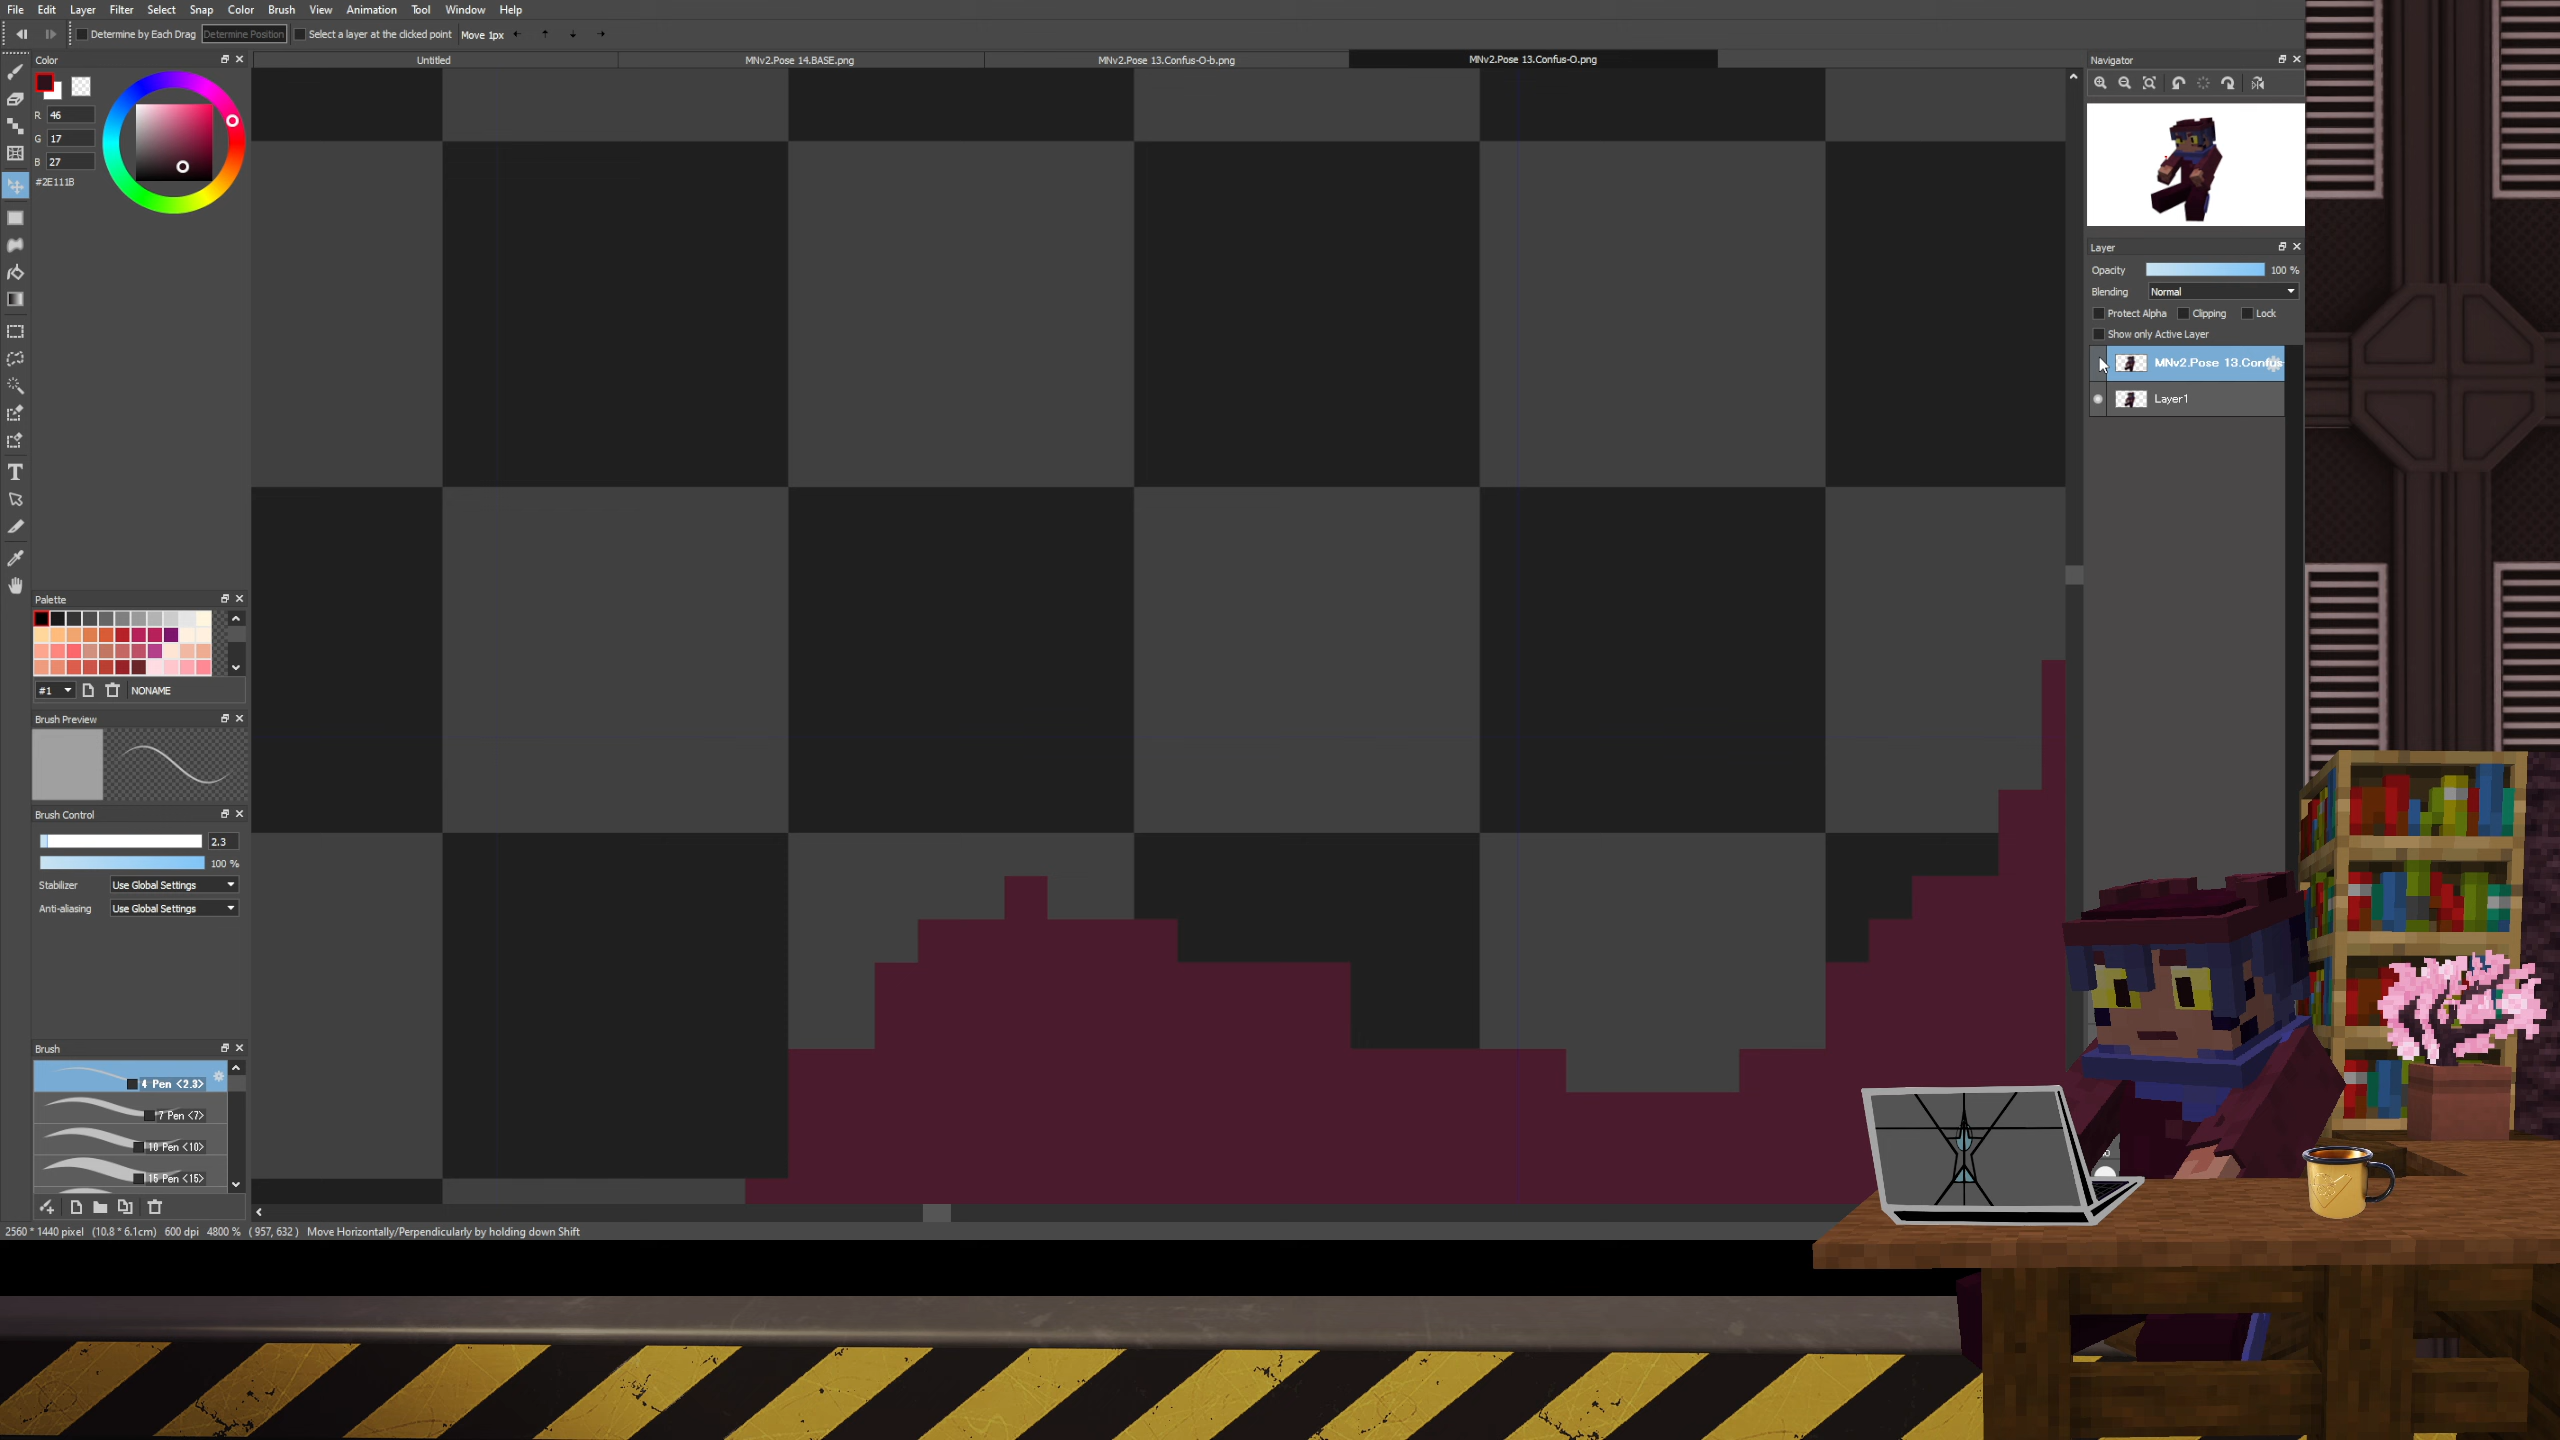 File Edit Layer Filter Select Snap Color Brush View Animation Tool Window Help
Determine by Each Drag Determine Position Select a layer at the clicked point Move 1px
Color
R 46
G 17
B 27
#2E111B
Untitled MNv2.Pose 14.BASE.png MNv2.Pose 13.Confus-O-b.png MNv2.Pose 13.Confus-O.png
Navigator
Layer
Opacity 100 %
Blending Normal
Protect Alpha Clipping Lock
Show only Active Layer
MNv2.Pose 13.Confus-
Layer1
Palette
#1 NONAME
Brush Preview
Brush Control
2.3
100 %
Stabilizer Use Global Settings
Anti-aliasing Use Global Settings
Brush
4 Pen <2.3>
7 Pen <7>
10 Pen <10>
15 Pen <15>
2560 * 1440 pixel (10.8 * 6.1cm) 600 dpi 4800 % ( 957, 632 ) Move Horizontally/Perpendicularly by holding down Shift